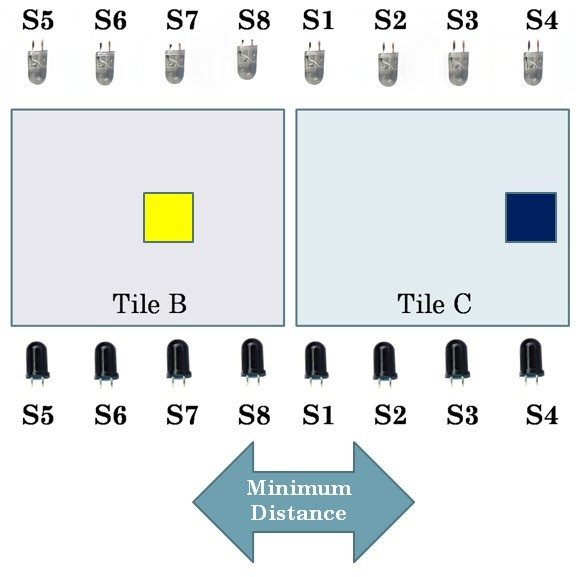 S5 S6 S7 S8 S1 S2 S3 S4
Tile B Tile C
S5 S6 S7 S8 S1 S2 S3 S4
Minimum
Distance